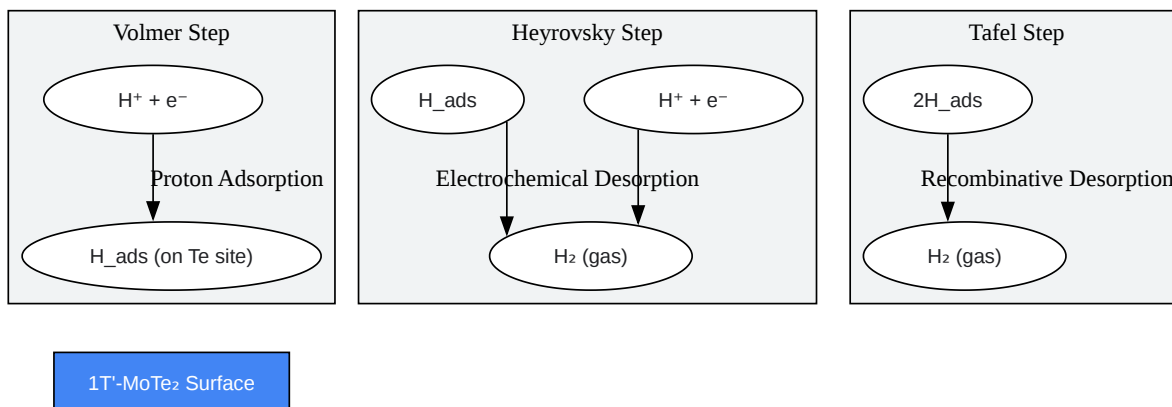 Volmer Step
H⁺ + e⁻
Proton Adsorption
H_ads (on Te site)
Heyrovsky Step
H_ads
H⁺ + e⁻
Electrochemical Desorption
H₂ (gas)
Tafel Step
2H_ads
Recombinative Desorption
H₂ (gas)
1T'-MoTe₂ Surface